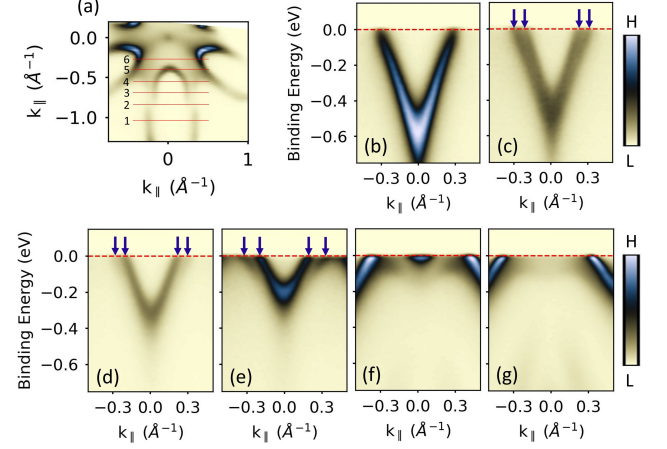 (a)
0.0
−0.5
−1.0
k∥ (Å⁻¹)
6
5
4
3
2
1
0
1
k∥ (Å⁻¹)
Binding Energy (eV)
0.0
−0.2
−0.4
−0.6
(b)
(c)
−0.3 0.0 0.3
−0.3 0.0 0.3
k∥ (Å⁻¹)
k∥ (Å⁻¹)
H
L
Binding Energy (eV)
0.0
−0.2
−0.4
−0.6
(d)
(e)
(f)
(g)
−0.3 0.0 0.3
−0.3 0.0 0.3
−0.3 0.0 0.3
−0.3 0.0 0.3
k∥ (Å⁻¹)
k∥ (Å⁻¹)
k∥ (Å⁻¹)
k∥ (Å⁻¹)
H
L